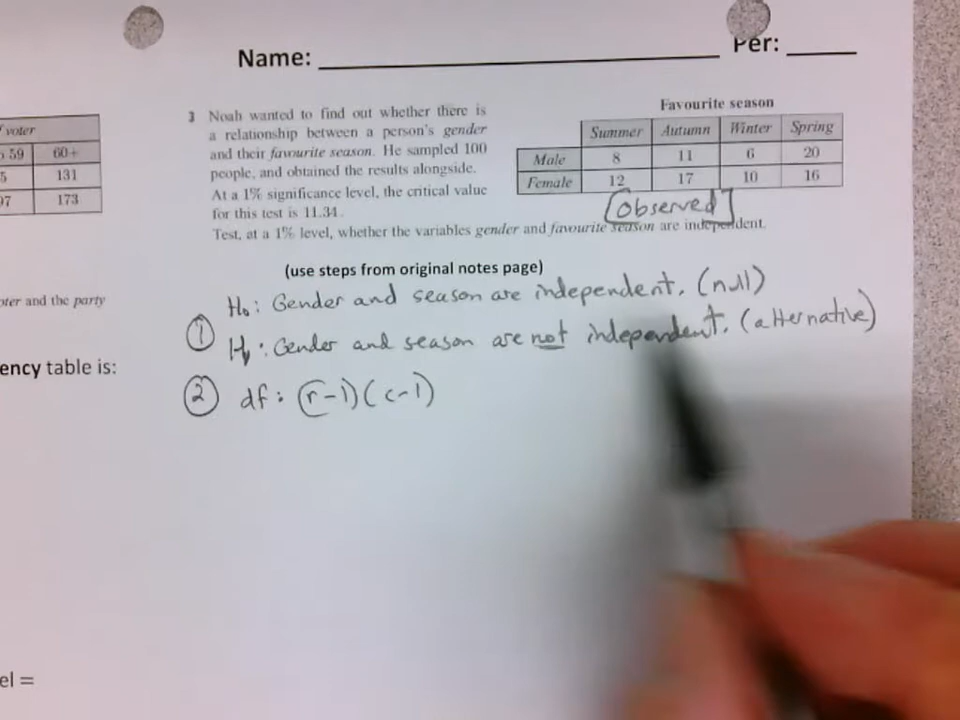 Name: Per:
f voter
59 60+
5 131
97 173
oter and the party
ency table is:
el =
3 Noah wanted to find out whether there is
a relationship between a person's gender
and their favourite season. He sampled 100
people, and obtained the results alongside.
At a 1% significance level, the critical value
for this test is 11.34.
Favourite season
Summer Autumn Winter Spring
Male 8 11 6 20
Female 12 17 10 16
Observed
Test, at a 1% level, whether the variables gender and favourite season are independent.
(use steps from original notes page)
H₀: Gender and season are independent. (null)
①
H₁: Gender and season are not independent. (alternative)
② df: (r-1)(c-1)